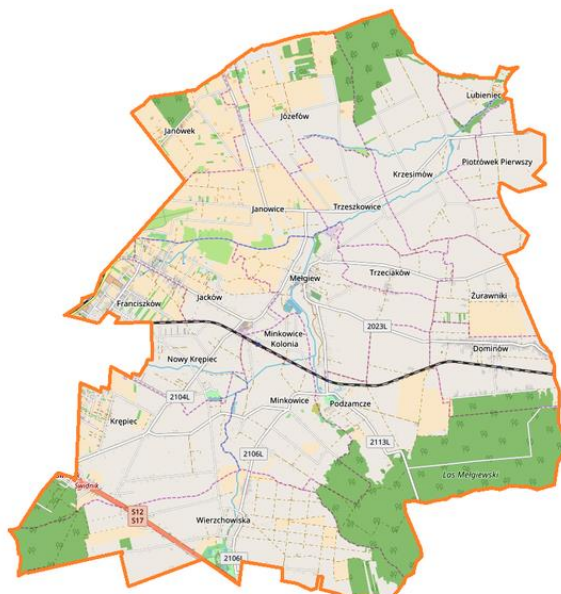 Lubieniec
Józefów
Janówek
Piotrówek Pierwszy
Krzesimów
Janowice
Trzeszkowice
Mełgiew
Trzeciaków
Jacków
Żurawniki
Franciszków
2023L
Minkowice-
Kolonia
Dominów
Nowy Krępiec
2104L
Minkowice
Podzamcze
Krępiec
2113L
2106L
Las Mełgiewski
Świdnik
S12
S17
Wierzchowiska
2106L